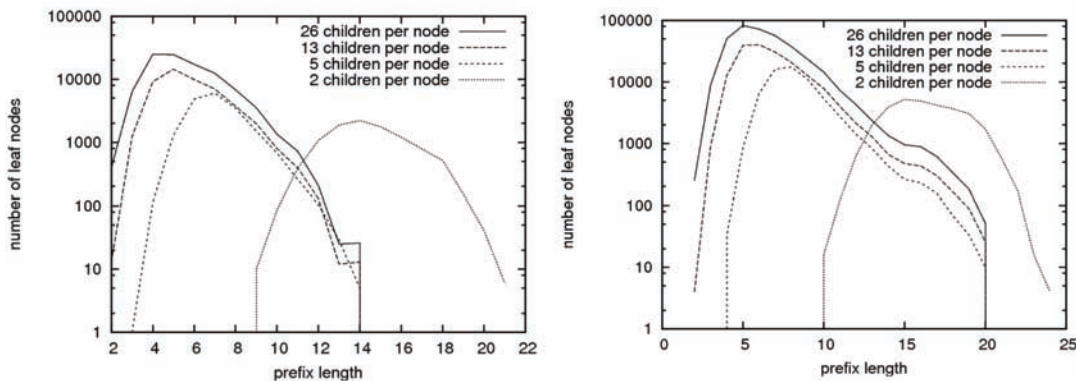 100000
10000
1000
100
10
1
number of leaf nodes
26 children per node
13 children per node
5 children per node
2 children per node
2 4 6 8 10 12 14 16 18 20 22
prefix length
100000
10000
1000
100
10
1
number of leaf nodes
26 children per node
13 children per node
5 children per node
2 children per node
0 5 10 15 20 25
prefix length